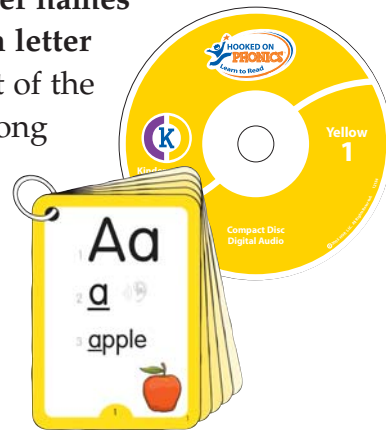 er names
letter
t of the
ong
HOOKED ON
PHONICS
Learn to Read
K
Yellow
1
Compact Disc
Digital Audio
Aa
1
2 a
3 apple
1
1